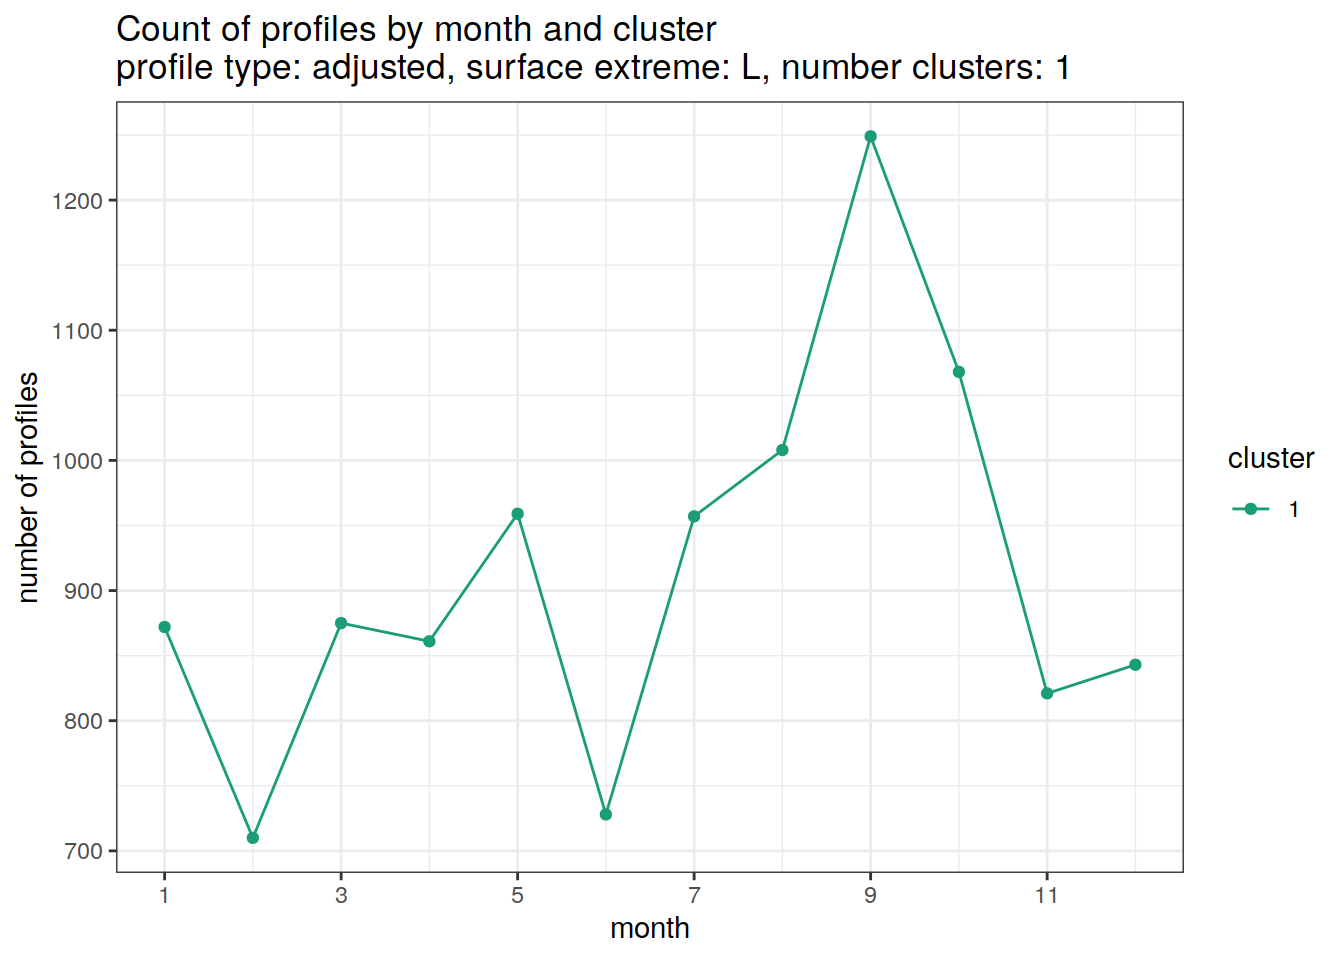 Count of profiles by month and cluster
profile type: adjusted, surface extreme: L, number clusters: 1
number of profiles
1200
1100
1000
900
800
700
1 3 5 7 9 11
month
cluster
1